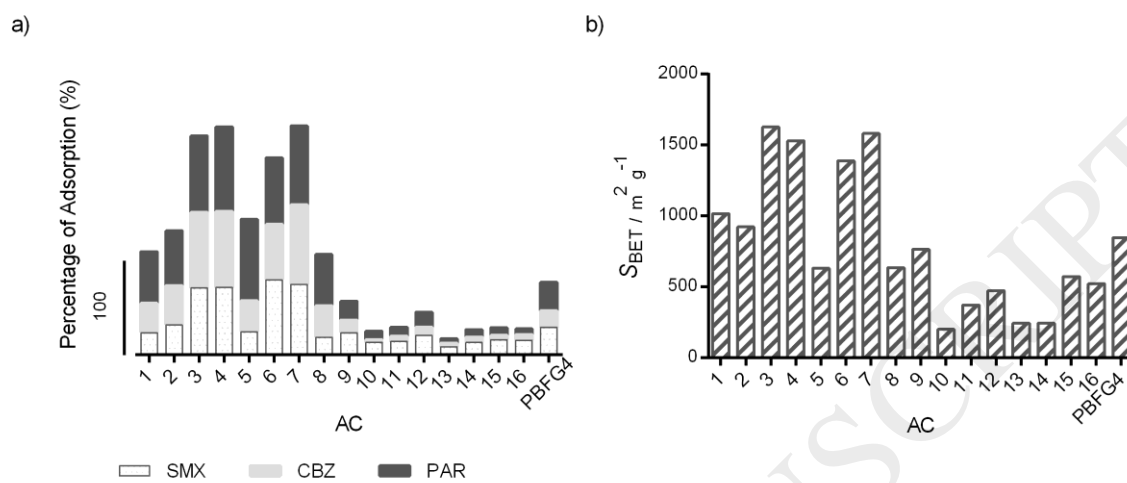 a)
Percentage of Adsorption (%)
100
1 2 3 4 5 6 7 8 9 10 11 12 13 14 15 16 PBFG4
AC
SMX CBZ PAR
b)
S BET / m2 g-1
2000
1500
1000
500
0
1 2 3 4 5 6 7 8 9 10 11 12 13 14 15 16 PBFG4
AC
NUSCRIPT